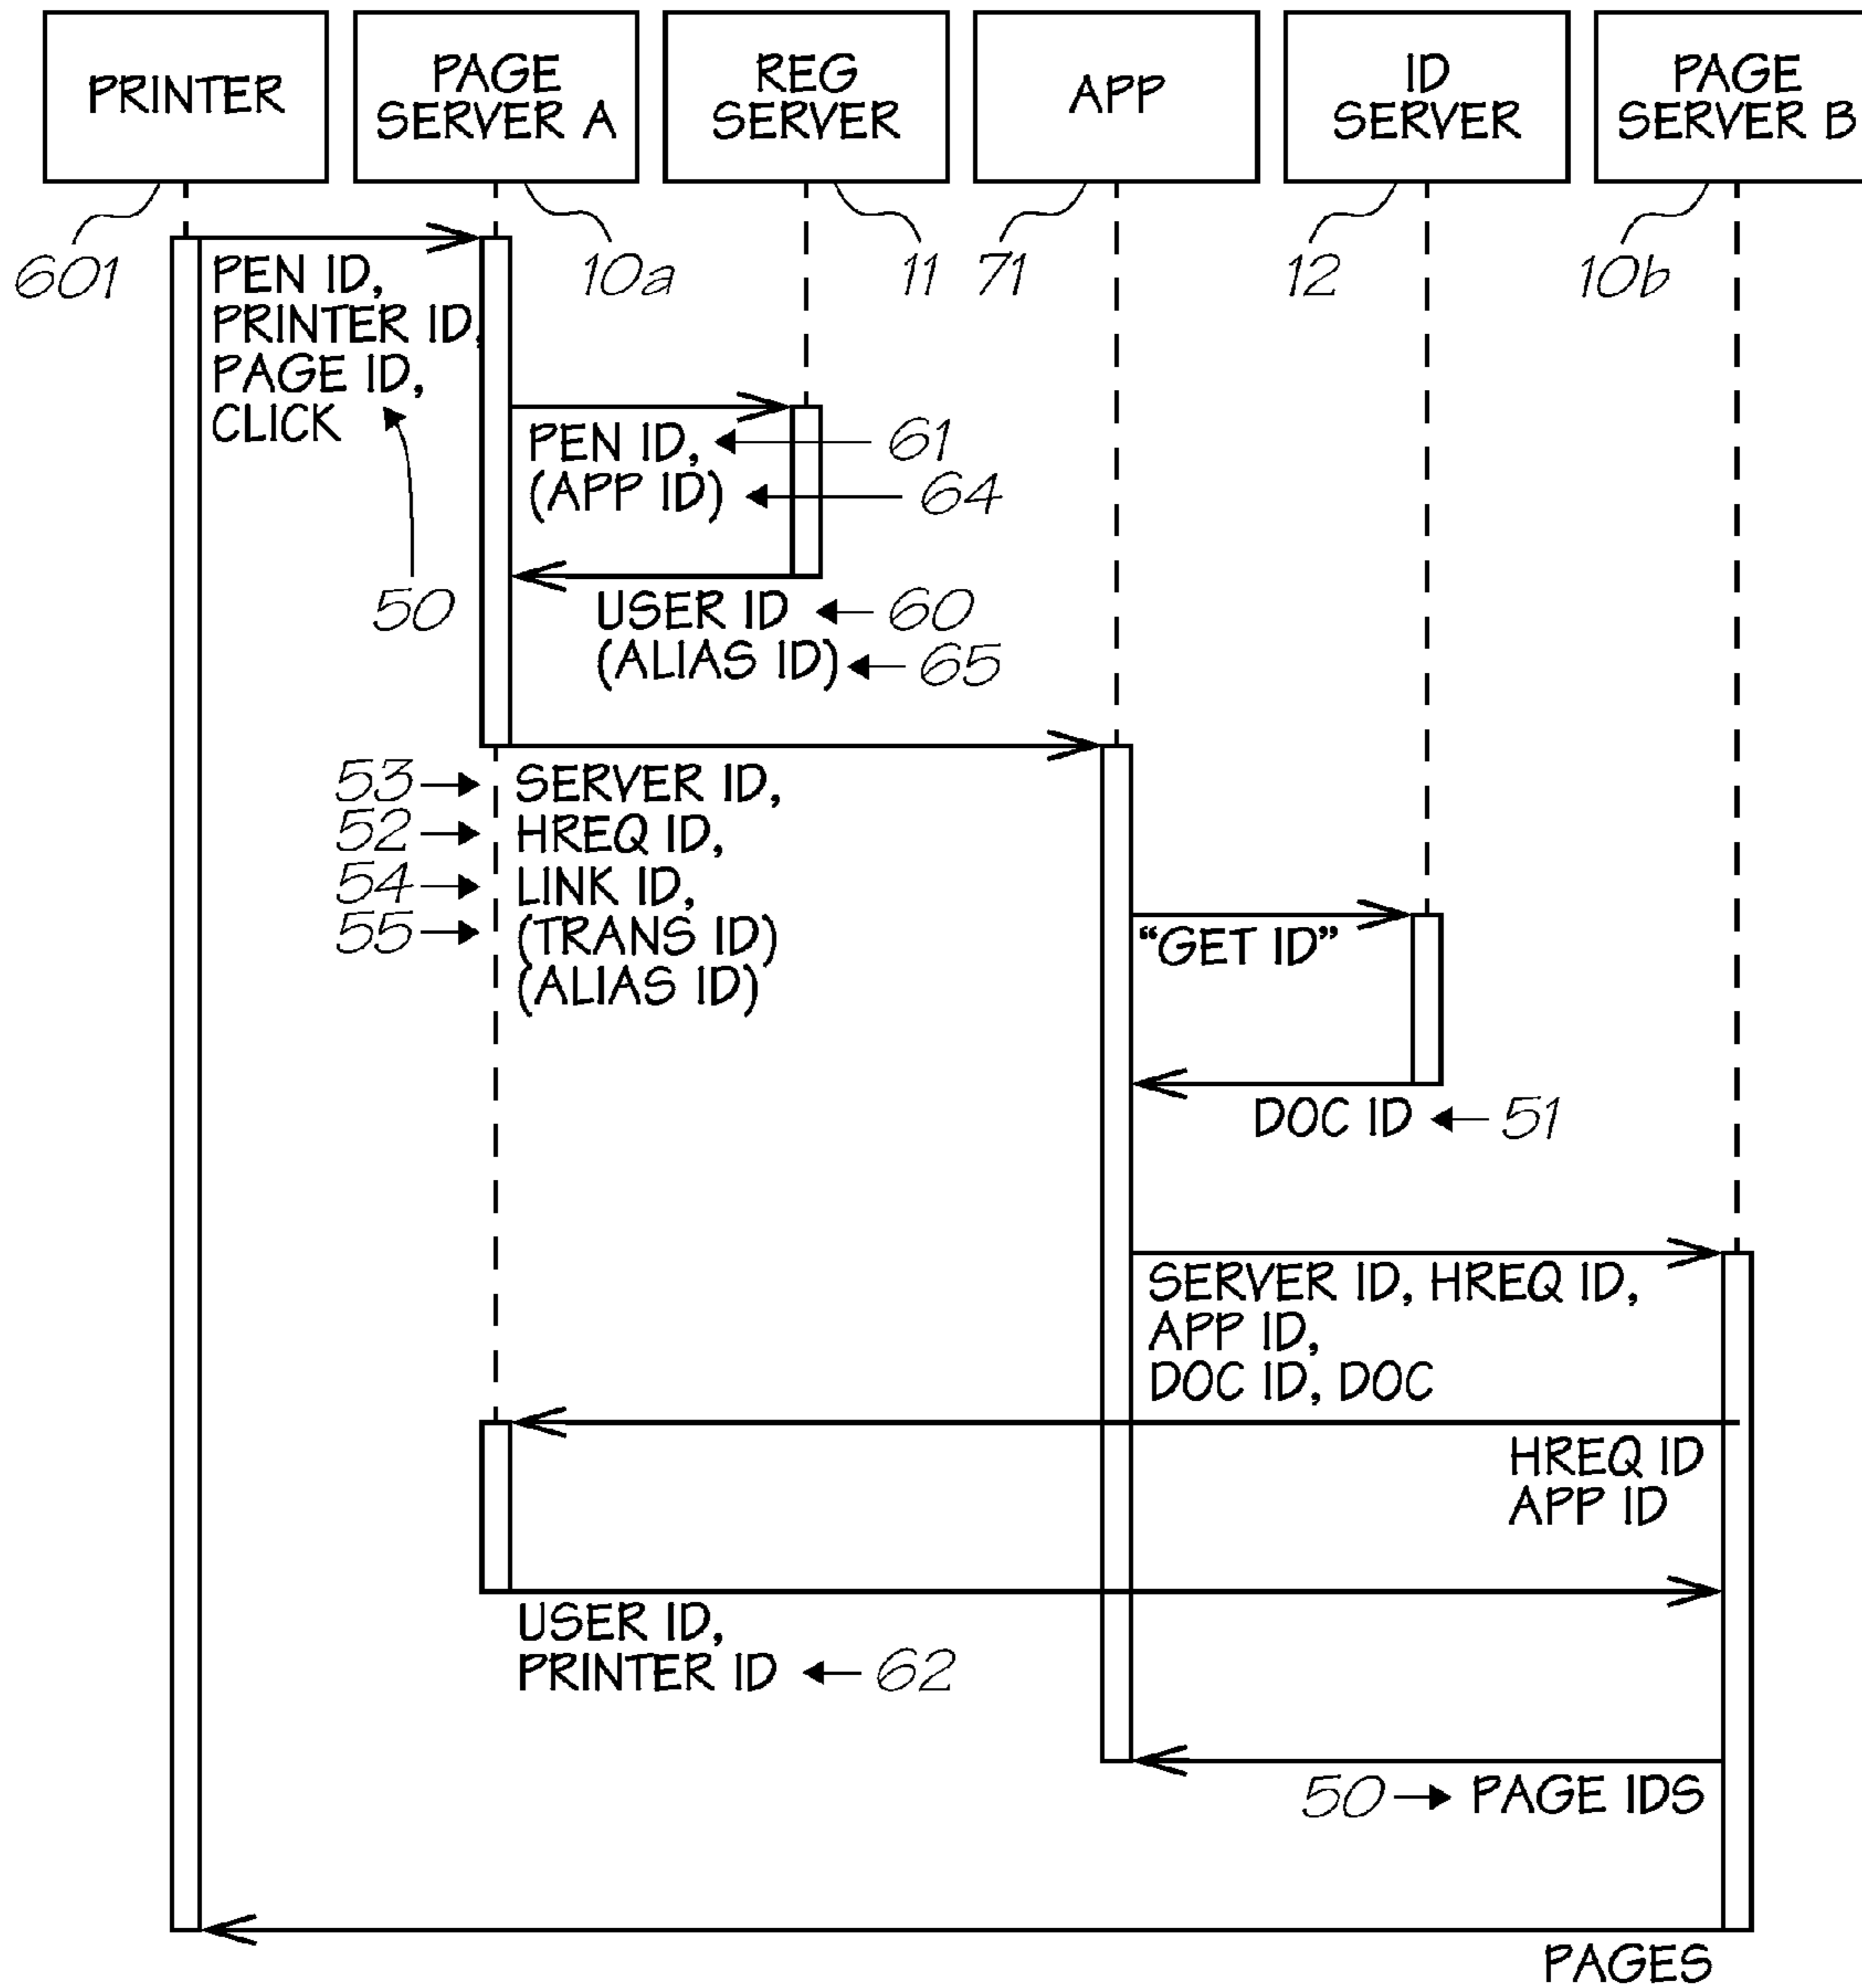 PRINTER
PAGE
SERVER A
REG
SERVER
APP
ID
SERVER
PAGE
SERVER B
601
10a
11
71
12
10b
PEN ID,
PRINTER ID,
PAGE ID,
CLICK
50
PEN ID,
61
(APP ID)
64
USER ID
60
(ALIAS ID)
65
53
SERVER ID,
52
HREQ ID,
54
LINK ID,
55
(TRANS ID)
(ALIAS ID)
“GET ID”
DOC ID
51
SERVER ID, HREQ ID,
APP ID,
DOC ID, DOC
HREQ ID
APP ID
USER ID,
PRINTER ID
62
50
PAGE IDS
PAGES